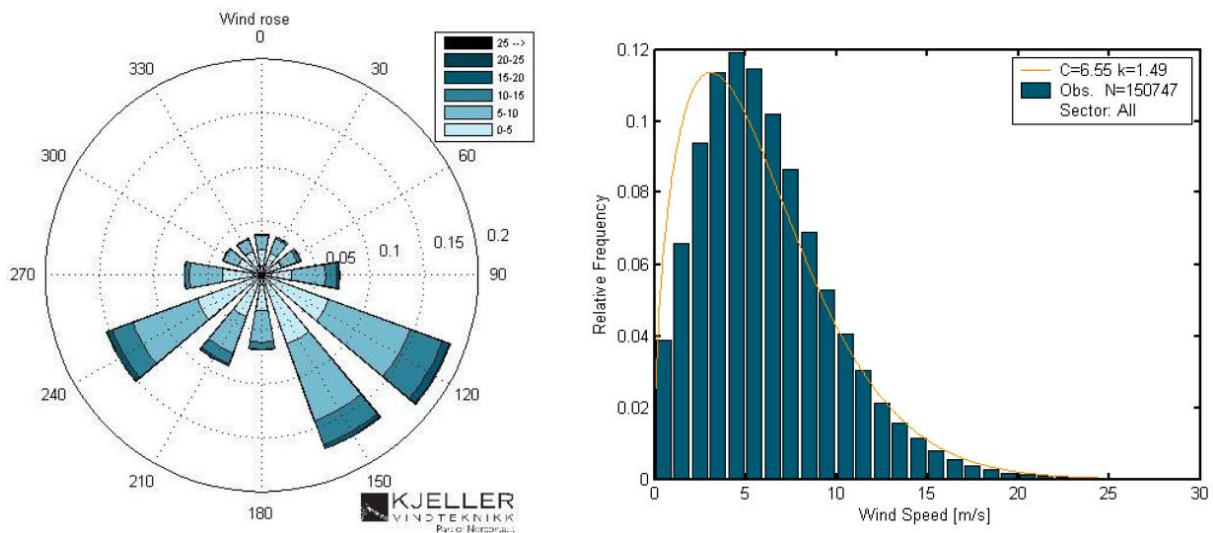 Wind rose
0
30
60
90
120
150
180
210
240
270
300
330
0.05
0.1
0.15
0.2
25 -->
20-25
15-20
10-15
5-10
0-5
KJELLER
VINDTEKNIKK
Part of Norconsult
0.12
0.1
0.08
0.06
0.04
0.02
0
Relative Frequency
C=6.55 k=1.49
Obs. N=150747
Sector: All
0 5 10 15 20 25 30
Wind Speed [m/s]